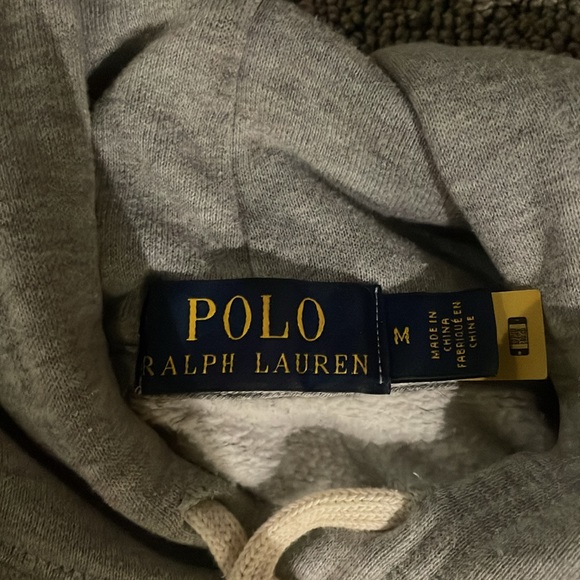 POLO
RALPH LAUREN
M
MADE IN
CHINA
FABRIQUÉ EN
CHINE